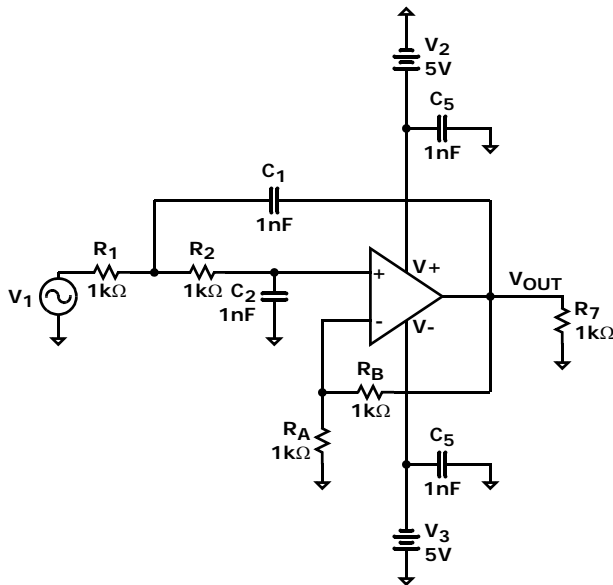 V2
5V
C5
1nF
C1
1nF
R1
1kΩ
R2
1kΩ
C2
1nF
V1
+
-
V+
V-
VOUT
R7
1kΩ
RB
1kΩ
RA
1kΩ
C5
1nF
V3
5V